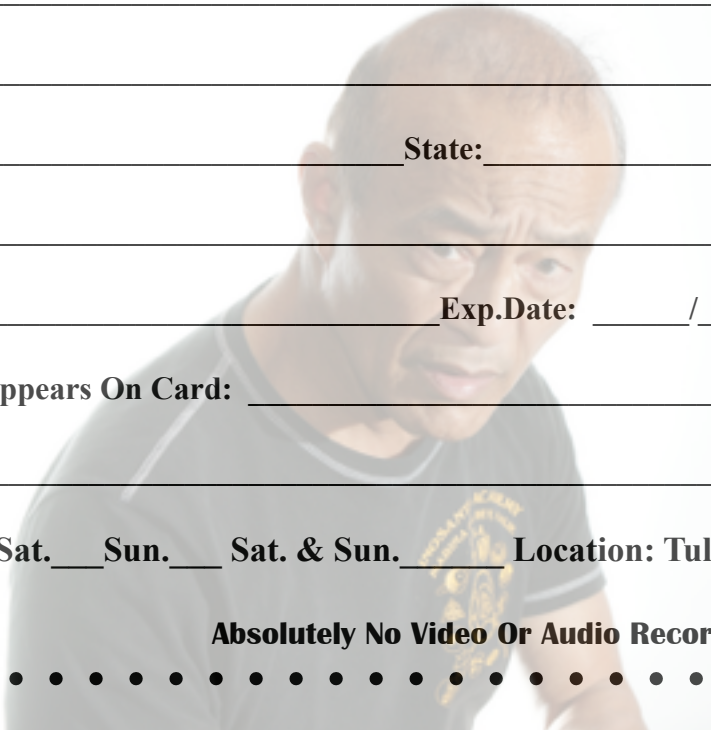 State:
Exp.Date: /
ppears On Card:
Sat.___Sun.___ Sat. & Sun.______ Location: Tul
Absolutely No Video Or Audio Recor